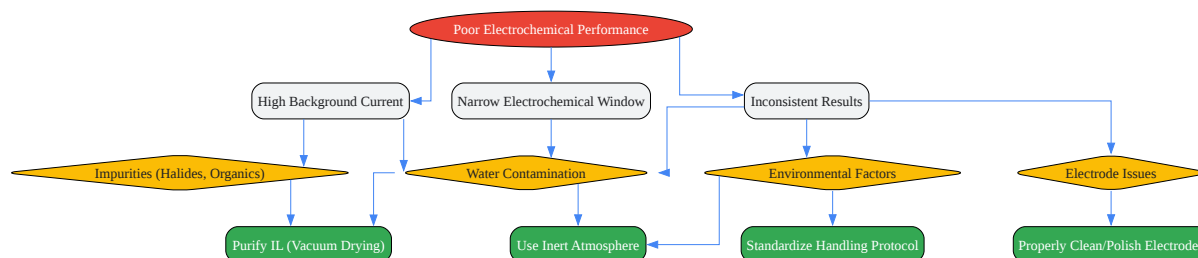 Poor Electrochemical Performance
High Background Current
Narrow Electrochemical Window
Inconsistent Results
Impurities (Halides, Organics)
Water Contamination
Environmental Factors
Electrode Issues
Purify IL (Vacuum Drying)
Use Inert Atmosphere
Standardize Handling Protocol
Properly Clean/Polish Electrode